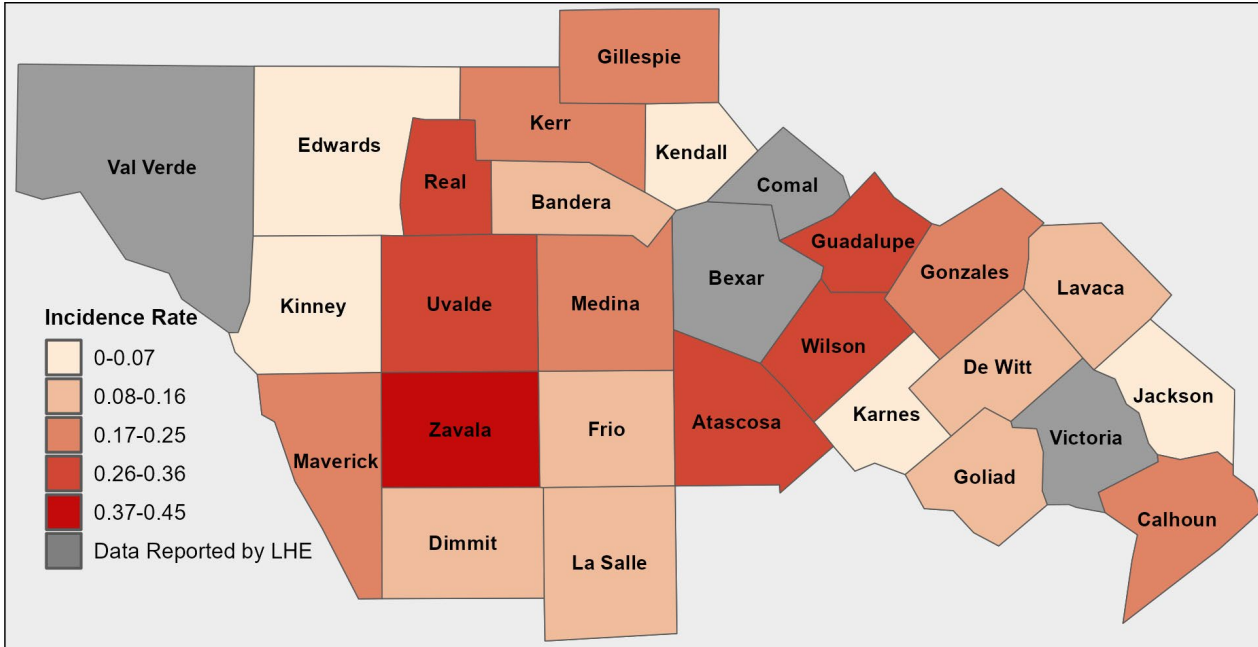 Gillespie
Kerr
Edwards
Kendall
Val Verde
Real
Comal
Bandera
Guadalupe
Gonzales
Bexar
Lavaca
Kinney
Uvalde
Medina
Wilson
De Witt
Jackson
Karnes
Atascosa
Zavala
Frio
Victoria
Maverick
Goliad
Calhoun
Dimmit
La Salle
Incidence Rate
0-0.07
0.08-0.16
0.17-0.25
0.26-0.36
0.37-0.45
Data Reported by LHE